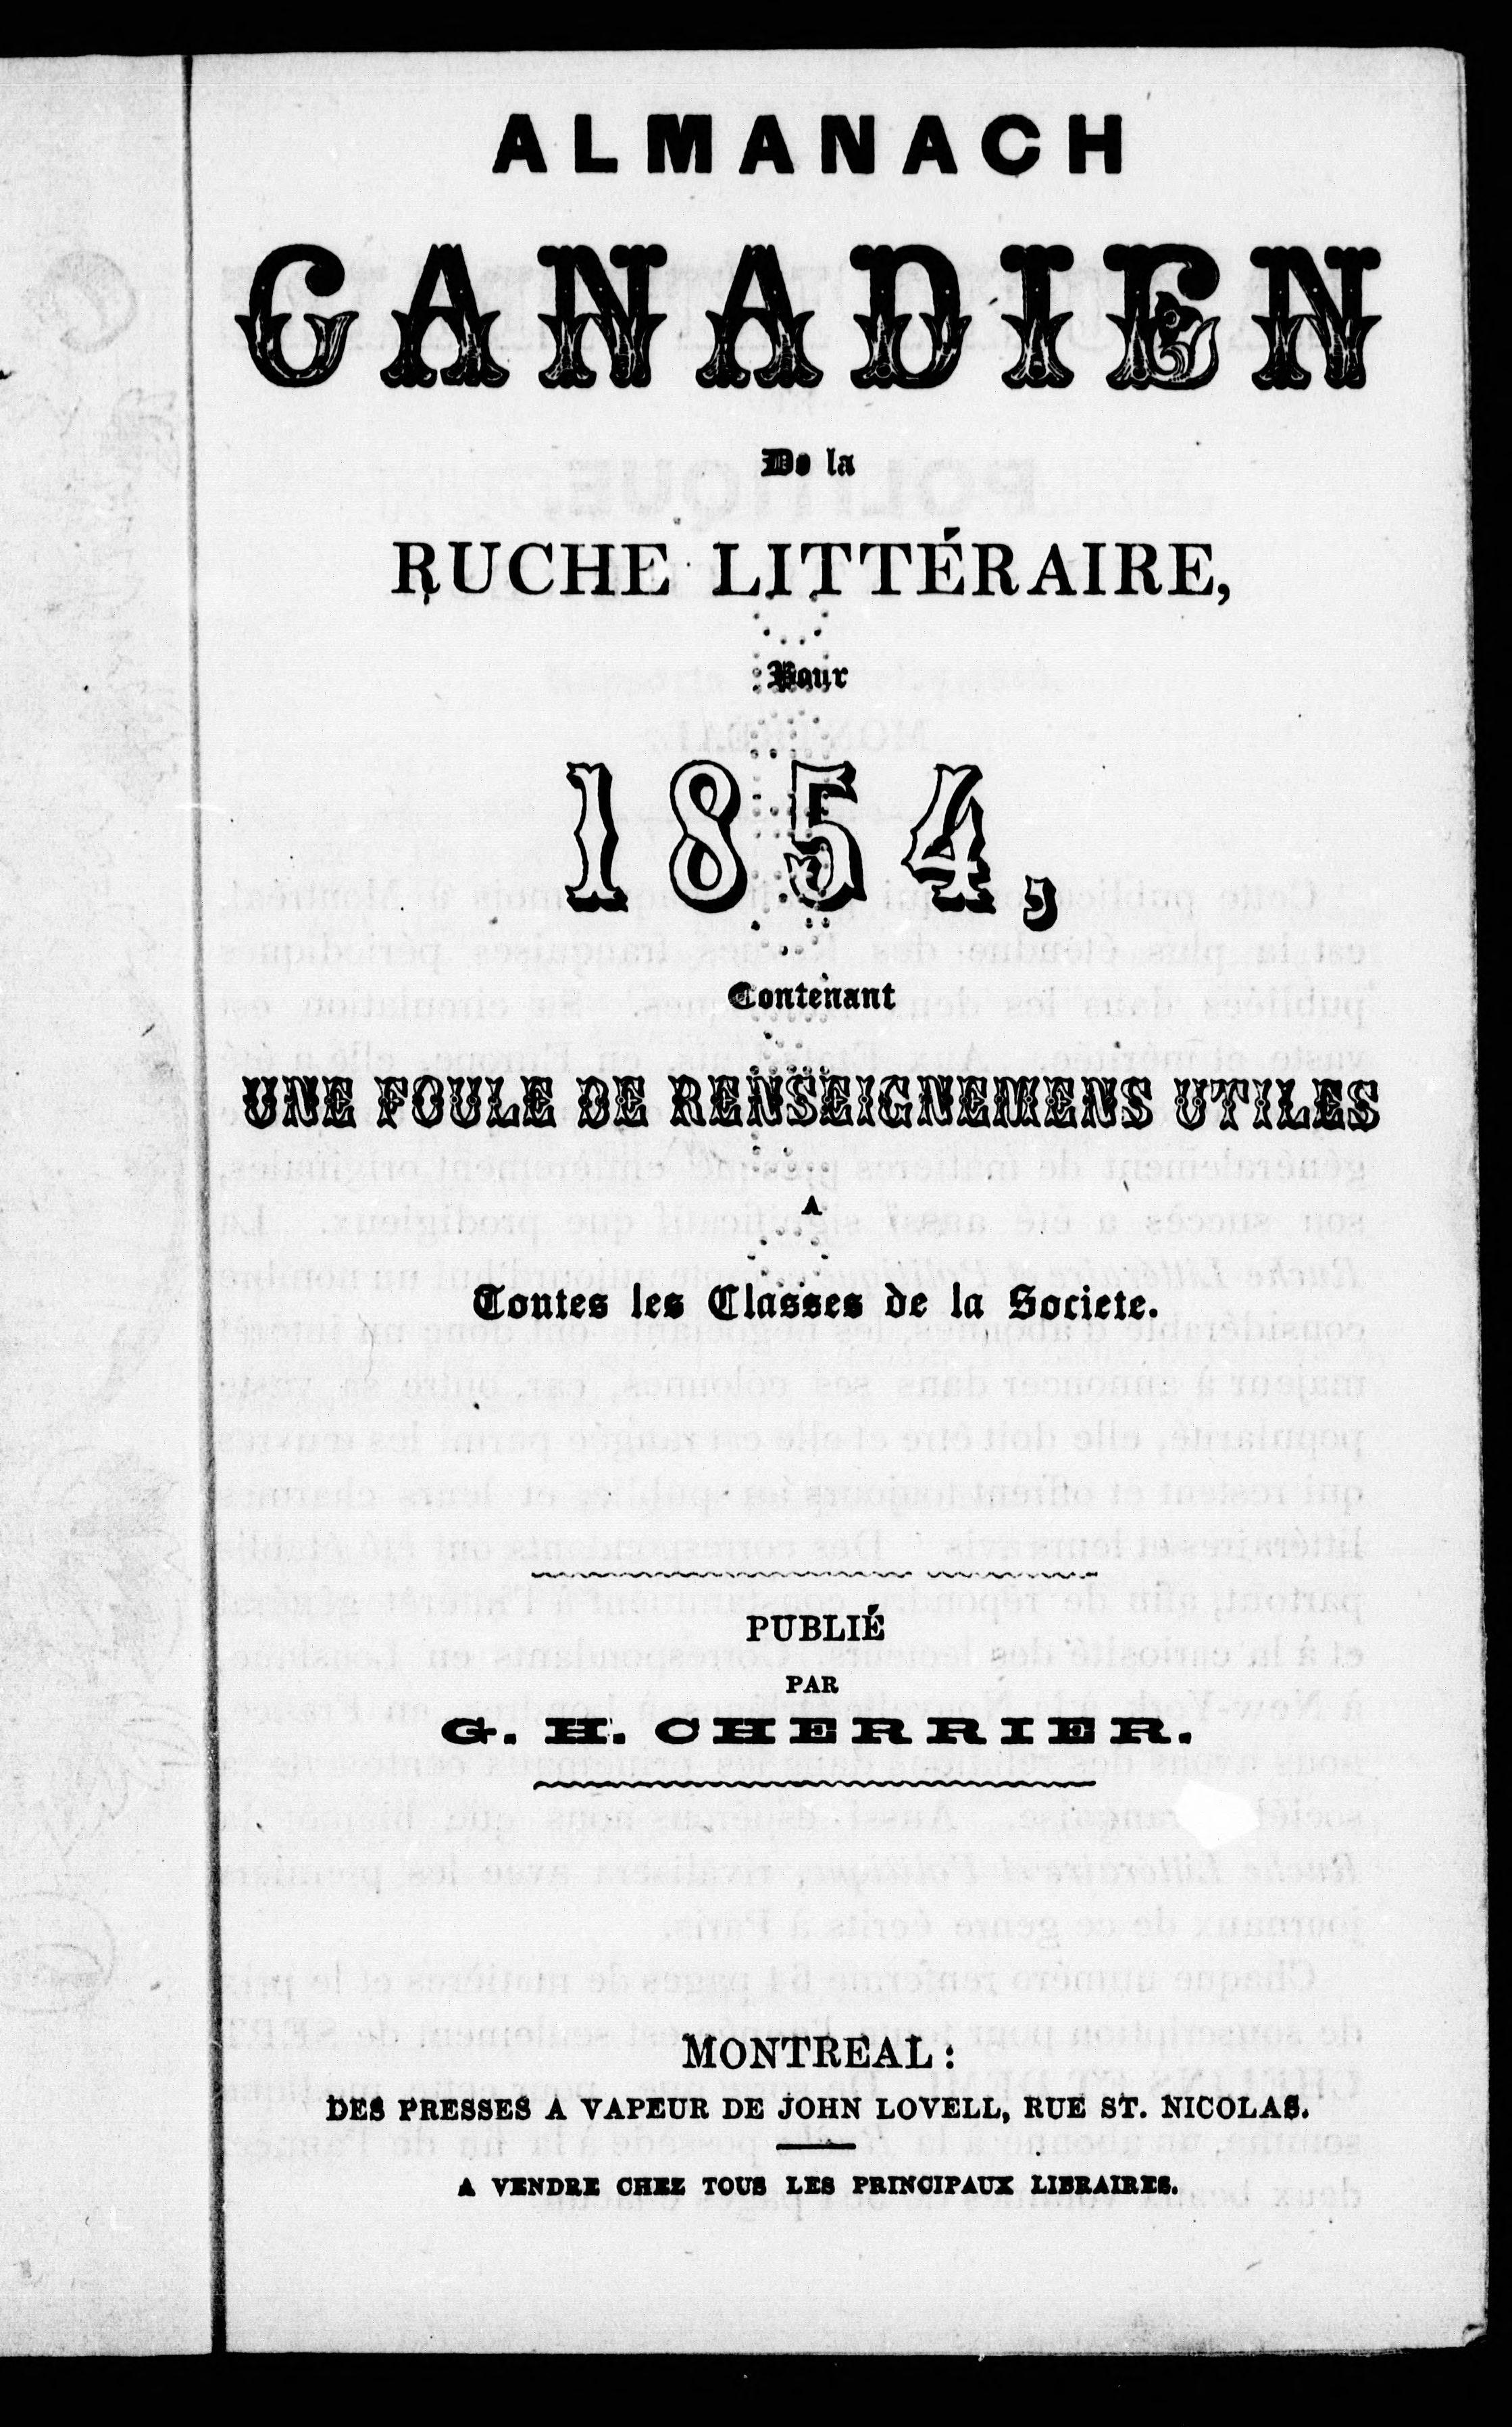 ALMANACH
CANADIEN
De la
RUCHE LITTÉRAIRE,
Pour
1854,
Contenant
UNE FOULE DE RENSEIGNEMENS UTILES
A
Toutes les Classes de la Societe.
PUBLIÉ
PAR
G. H. CHERRIER.
MONTREAL:
DES PRESSES A VAPEUR DE JOHN LOVELL, RUE ST. NICOLAS.
A VENDRE CHEZ TOUS LES PRINCIPAUX LIBRAIRES.